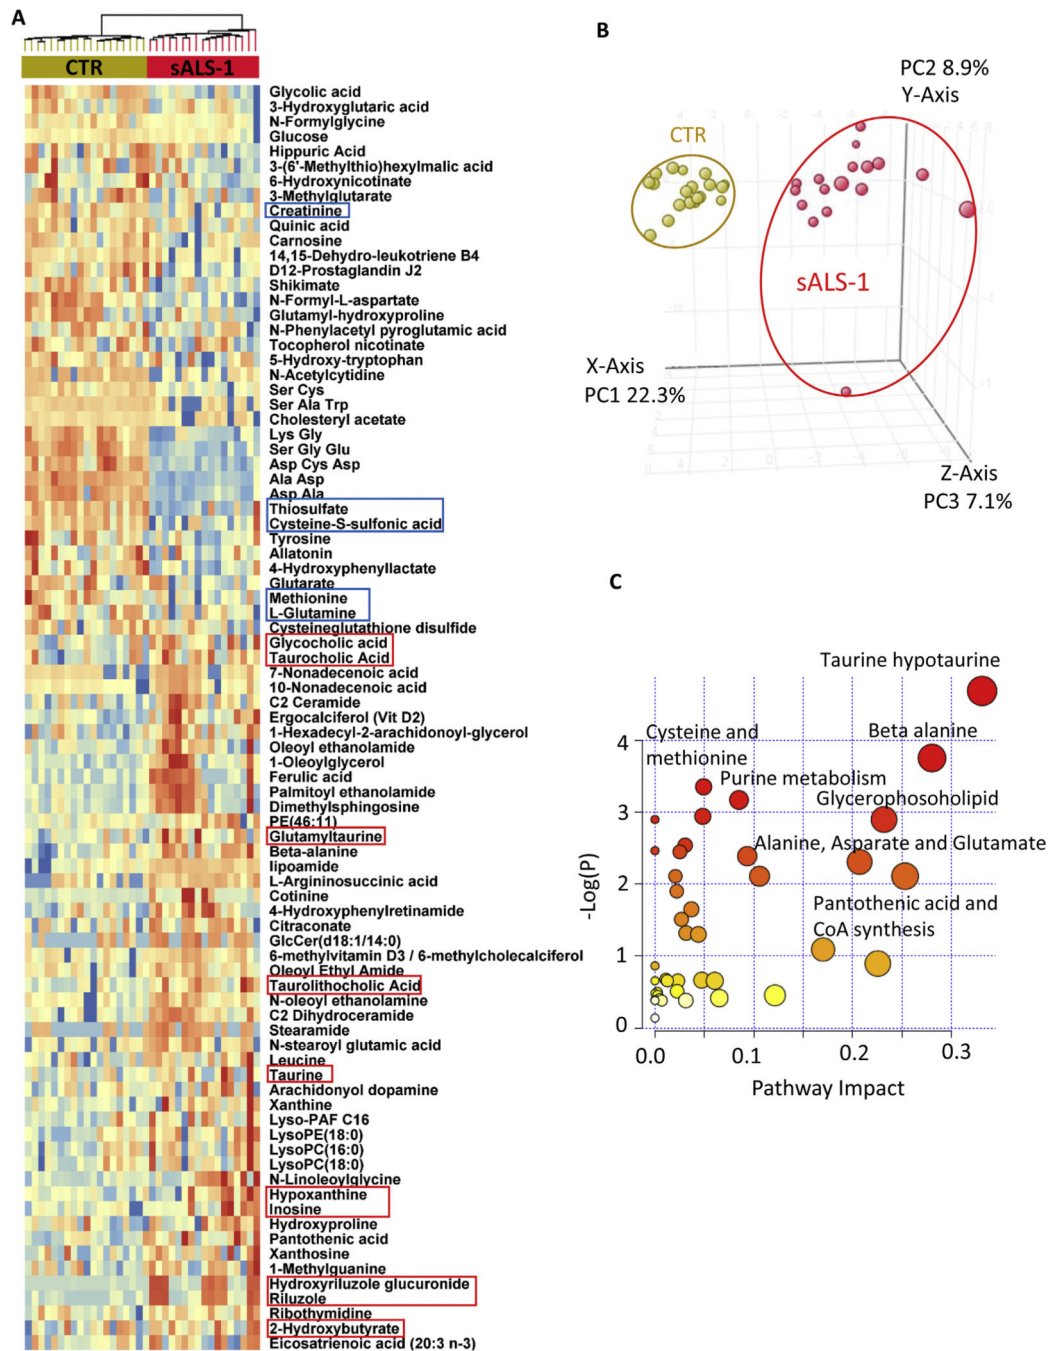 A
CTR
sALS-1
Glycolic acid
3-Hydroxyglutaric acid
N-Formylglycine
Glucose
Hippuric Acid
3-(6'-Methylthio)hexylmalic acid
6-Hydroxynicotinate
3-Methylglutarate
Creatinine
Quinic acid
Carnosine
14,15-Dehydro-leukotriene B4
D12-Prostaglandin J2
Shikimate
N-Formyl-L-aspartate
Glutamyl-hydroxyproline
N-Phenylacetyl pyroglutamic acid
Tocopherol nicotinate
5-Hydroxy-tryptophan
N-Acetylcytidine
Ser Cys
Ser Ala Trp
Cholesteryl acetate
Lys Gly
Ser Gly Glu
Asp Cys Asp
Ala Asp
Asp Ala
Thiosulfate
Cysteine-S-sulfonic acid
Tyrosine
Allatonin
4-Hydroxyphenyllactate
Glutarate
Methionine
L-Glutamine
Cysteineglutathione disulfide
Glycocholic acid
Taurocholic Acid
7-Nonadecenoic acid
10-Nonadecenoic acid
C2 Ceramide
Ergocalciferol (Vit D2)
1-Hexadecyl-2-arachidonoyl-glycerol
Oleoyl ethanolamide
1-Oleoylglycerol
Ferulic acid
Palmitoyl ethanolamide
Dimethylsphingosine
PE(46:11)
Glutamyltaurine
Beta-alanine
lipoamide
L-Argininosuccinic acid
Cotinine
4-Hydroxyphenylretinamide
Citraconate
GlcCer(d18:1/14:0)
6-methylvitamin D3 / 6-methylcholecalciferol
Oleoyl Ethyl Amide
Taurolithocholic Acid
N-oleoyl ethanolamine
C2 Dihydroceramide
Stearamide
N-stearoyl glutamic acid
Leucine
Taurine
Arachidonyol dopamine
Xanthine
Lyso-PAF C16
LysoPE(18:0)
LysoPC(16:0)
LysoPC(18:0)
N-Linoleoylglycine
Hypoxanthine
Inosine
Hydroxyproline
Pantothenic acid
Xanthosine
1-Methylguanine
Hydroxyriluzole glucuronide
Riluzole
Ribothymidine
2-Hydroxybutyrate
Eicosatrienoic acid (20:3 n-3)
B
PC2 8.9%
Y-Axis
CTR
sALS-1
X-Axis
PC1 22.3%
Z-Axis
PC3 7.1%
C
Taurine hypotaurine
Cysteine and
methionine
Beta alanine
Purine metabolism
Glycerophosoholipid
Alanine, Asparate and Glutamate
Pantothenic acid and
CoA synthesis
-Log(P)
4
3
2
1
0
0.0
0.1
0.2
0.3
Pathway Impact